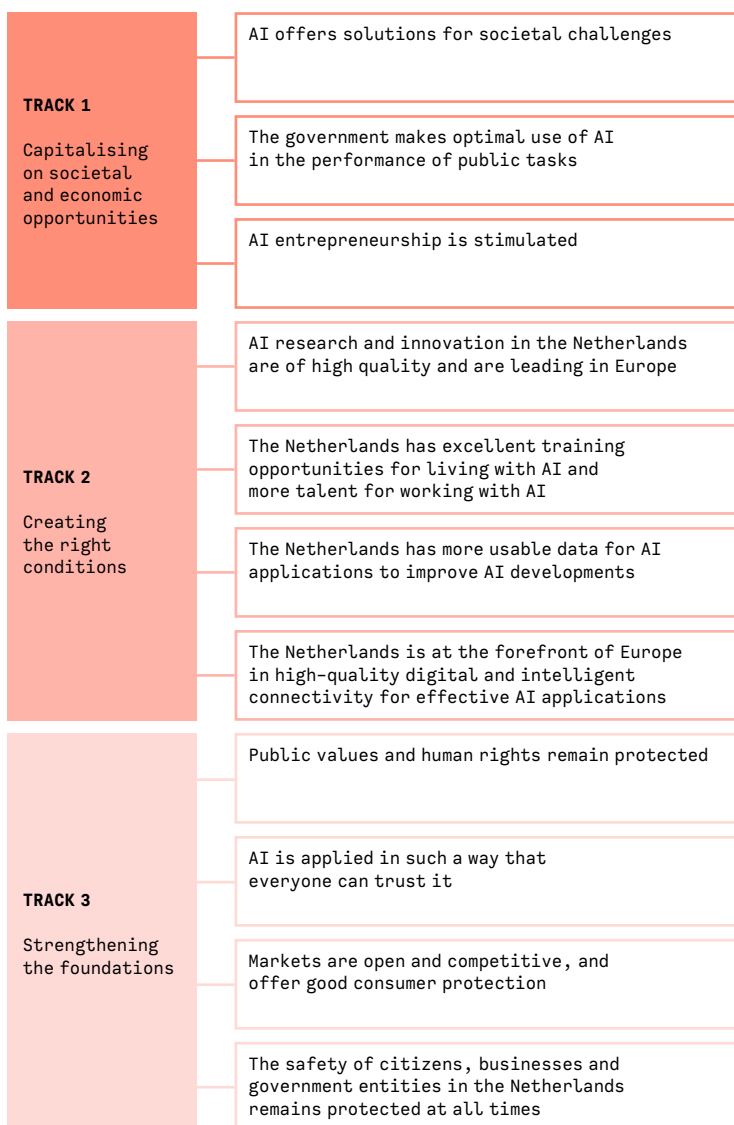 TRACK 1
Capitalising
on societal
and economic
opportunities
AI offers solutions for societal challenges
The government makes optimal use of AI
in the performance of public tasks
AI entrepreneurship is stimulated
TRACK 2
Creating
the right
conditions
AI research and innovation in the Netherlands
are of high quality and are leading in Europe
The Netherlands has excellent training
opportunities for living with AI and
more talent for working with AI
The Netherlands has more usable data for AI
applications to improve AI developments
The Netherlands is at the forefront of Europe
in high-quality digital and intelligent
connectivity for effective AI applications
TRACK 3
Strengthening
the foundations
Public values and human rights remain protected
AI is applied in such a way that
everyone can trust it
Markets are open and competitive, and
offer good consumer protection
The safety of citizens, businesses and
government entities in the Netherlands
remains protected at all times